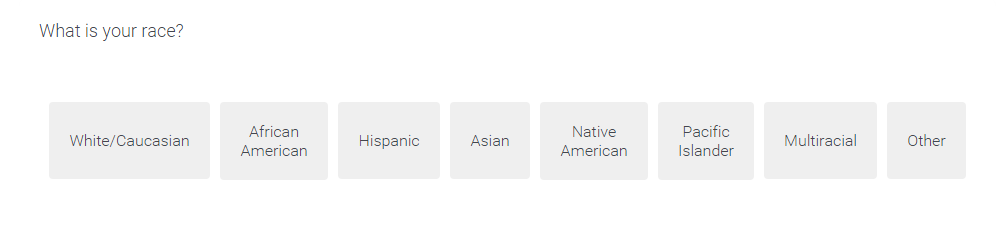 What is your race?
White/Caucasian
African
American
Hispanic
Asian
Native
American
Pacific
Islander
Multiracial
Other